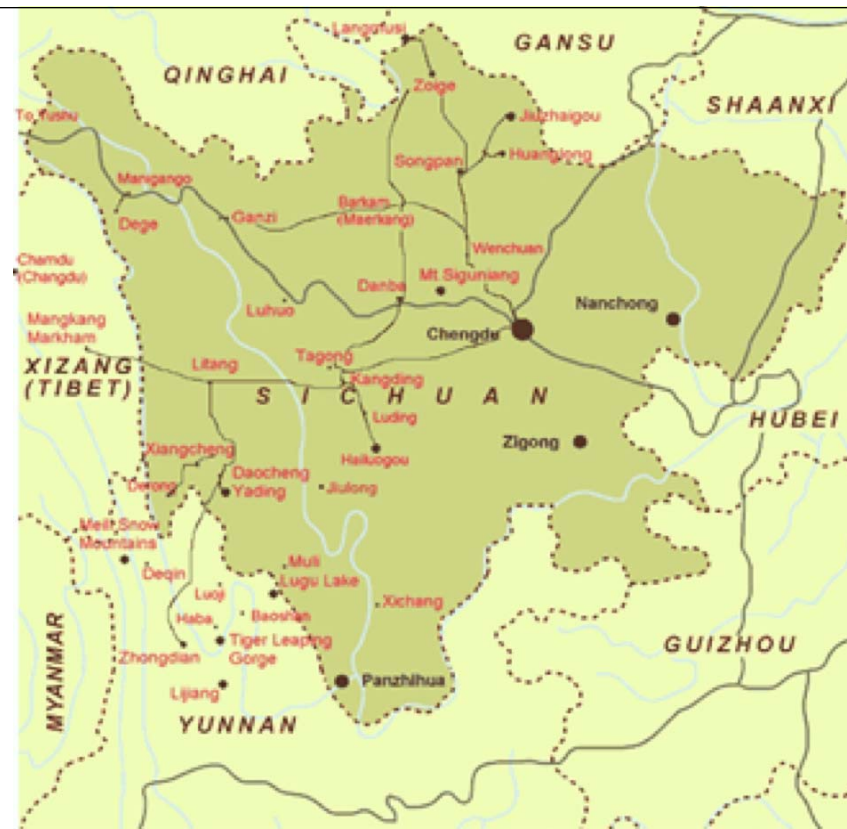 Langmusi
GANSU
QINGHAI
Zoige
SHAANXI
To Yushu
Jiuzhaigou
Songpan
Huanglong
Manigango
Barkam
(Maerkang)
Ganzi
Dege
Wenchuan
Chamdu
(Changdu)
Mt Siguniang
Danba
Luhuo
Nanchong
Mangkang
Markham
Chengdu
XIZANG
(TIBET)
Litang
Tagong
Kangding
SICHUAN
Luding
HUBEI
Xiangcheng
Hailuogou
Zigong
Daocheng
Yading
Derong
Jiulong
Meili Snow
Mountains
Deqin
Muli
Lugu Lake
Luoji
Baoshan
Xichang
Haba
Tiger Leaping
Gorge
Zhongdian
GUIZHOU
MYANMAR
Lijiang
Panzhihua
YUNNAN